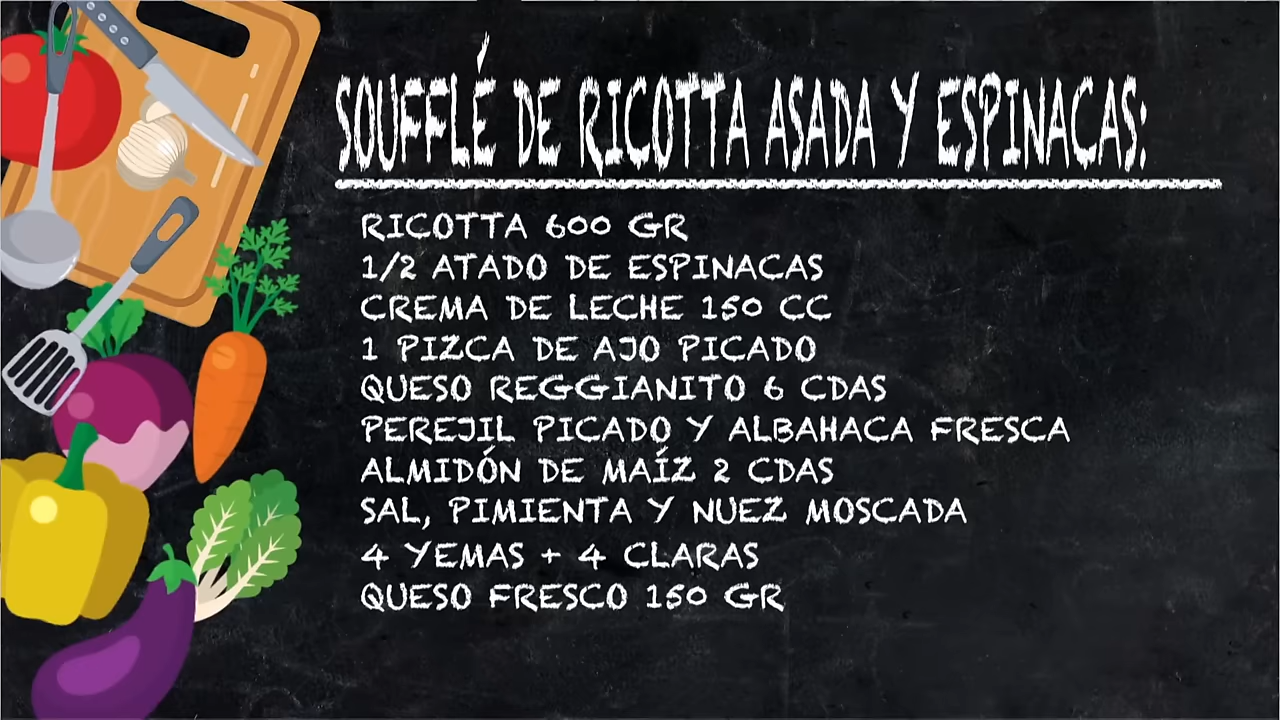 SOUFFLÉ DE RICOTTA ASADA Y ESPINACAS:
RICOTTA 600 GR
1/2 ATADO DE ESPINACAS
CREMA DE LECHE 150 CC
1 PIZCA DE AJO PICADO
QUESO REGGIANITO 6 CDAS
PEREJIL PICADO Y ALBAHACA FRESCA
ALMIDÓN DE MAÍZ 2 CDAS
SAL, PIMIENTA Y NUEZ MOSCADA
4 YEMAS + 4 CLARAS
QUESO FRESCO 150 GR